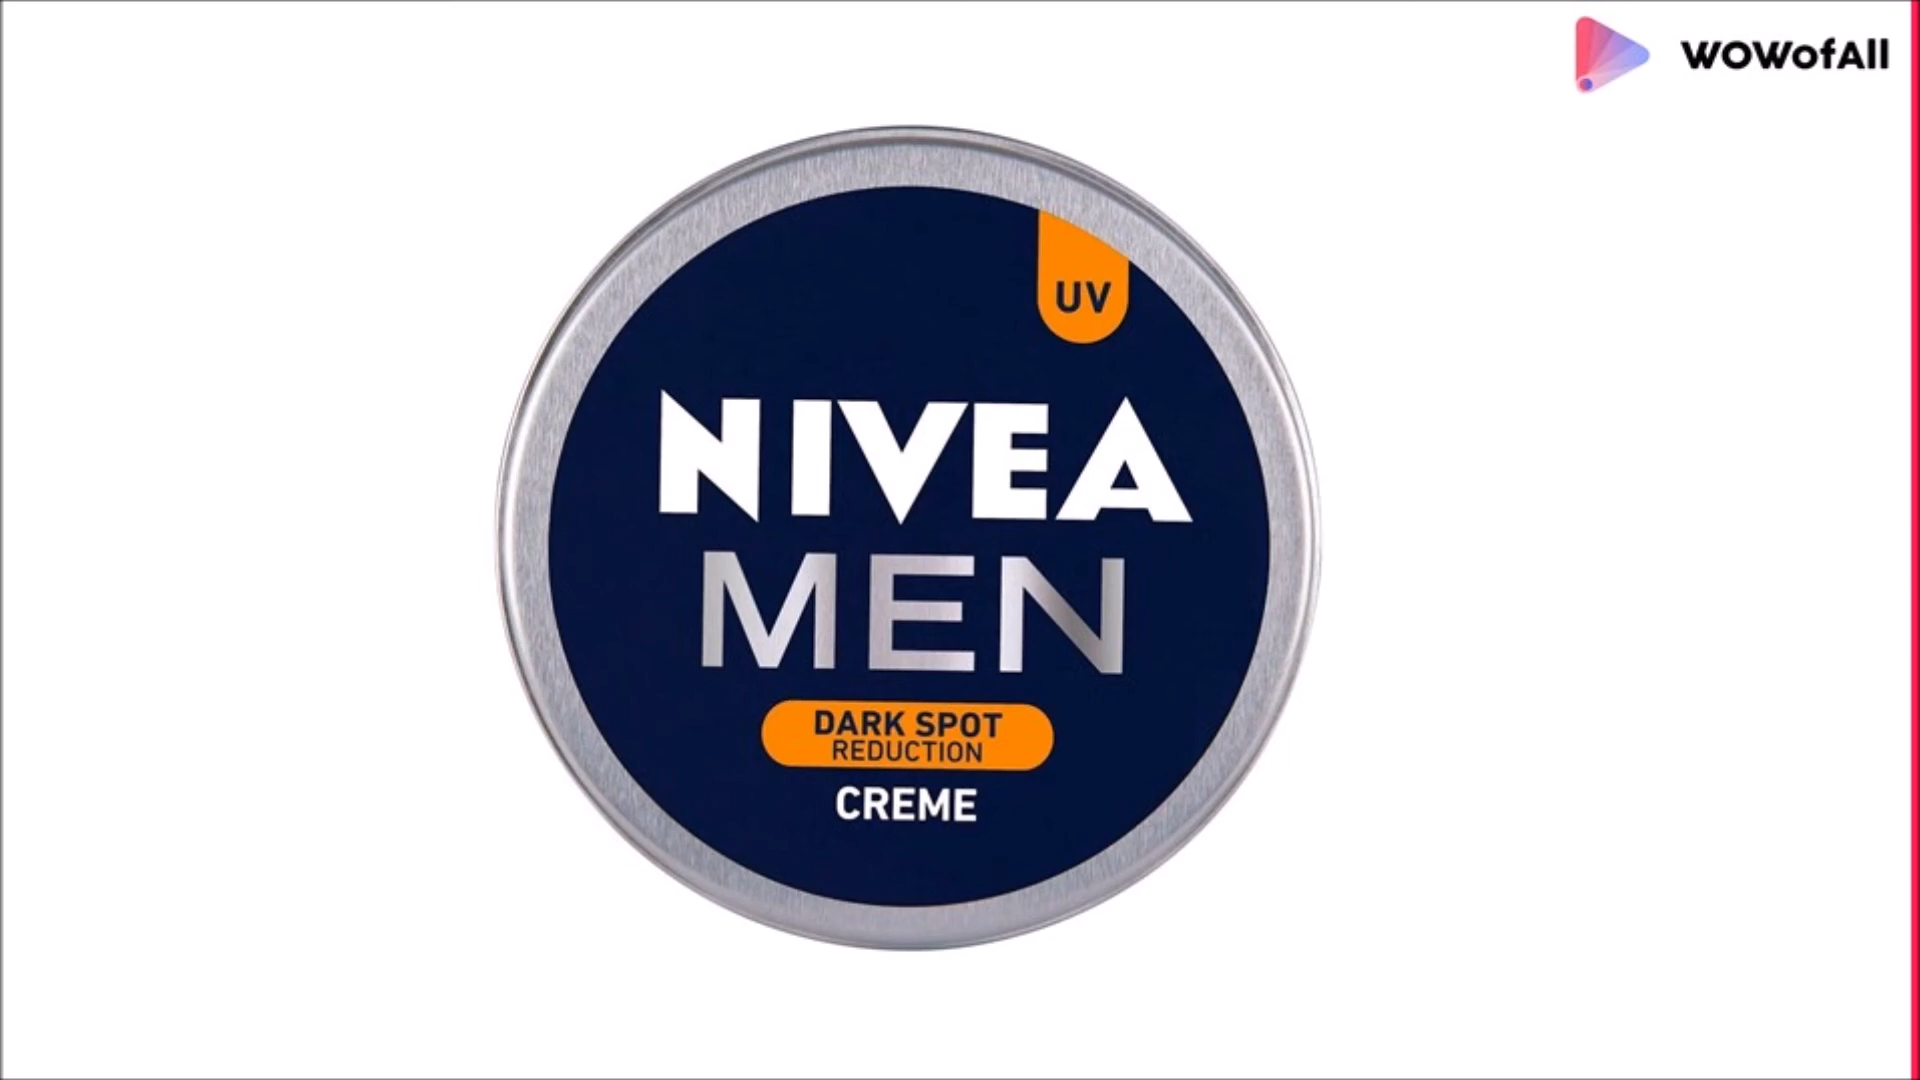 WOWofAll
UV
NIVEA
MEN
DARK SPOT
REDUCTION
CREME